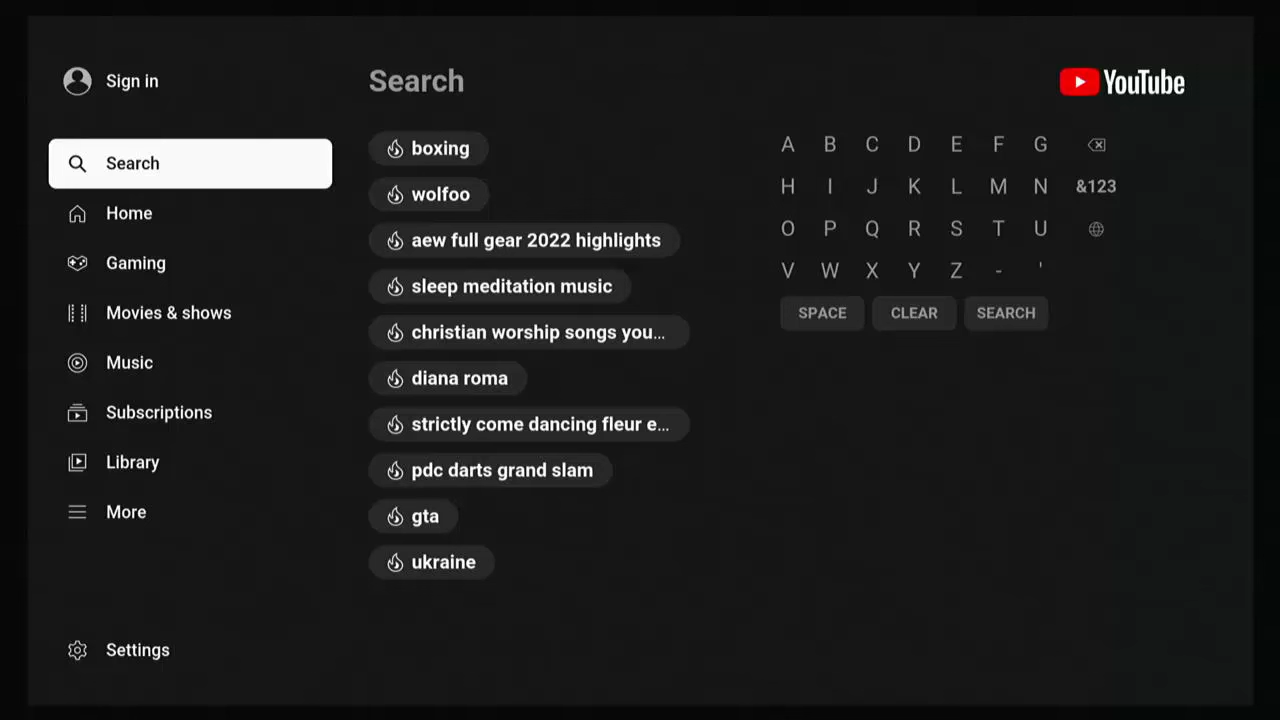 Sign in
Search
Home
Gaming
Movies & shows
Music
Subscriptions
Library
More
Settings
Search
boxing
wolfoo
aew full gear 2022 highlights
sleep meditation music
christian worship songs you...
diana roma
strictly come dancing fleur e...
pdc darts grand slam
gta
ukraine
YouTube
A B C D E F G
H I J K L M N &123
O P Q R S T U
V W X Y Z - '
SPACE CLEAR SEARCH